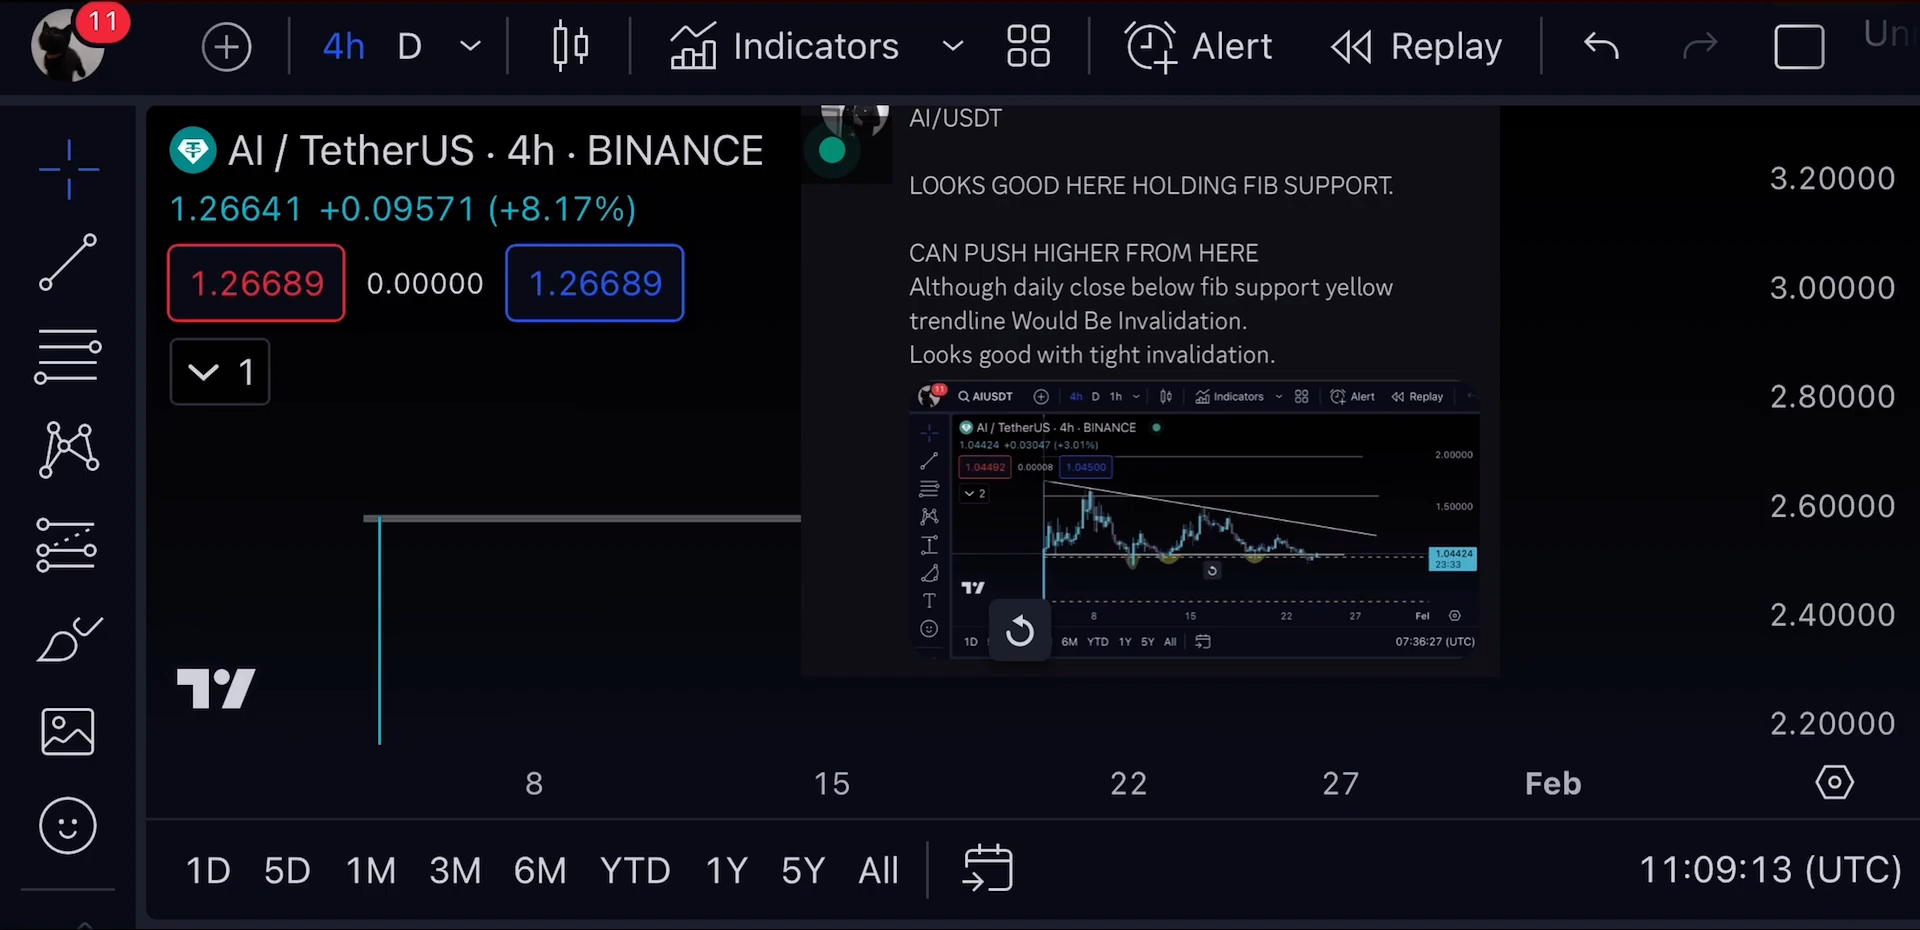 11
4h D Indicators Alert Replay Un
AI / TetherUS · 4h · BINANCE
1.26641 +0.09571 (+8.17%)
1.26689 0.00000 1.26689
1
AI/USDT
LOOKS GOOD HERE HOLDING FIB SUPPORT.
CAN PUSH HIGHER FROM HERE
Although daily close below fib support yellow
trendline Would Be Invalidation.
Looks good with tight invalidation.
11 AIUSDT 4h D 1h Indicators Alert Replay
AI / TetherUS · 4h · BINANCE
1.04424 +0.03047 (+3.01%)
1.04492 0.00008 1.04500
2
2.00000
1.50000
1.04424
23:33
8 15 22 27 Fel
1D 6M YTD 1Y 5Y All 07:36:27 (UTC)
3.20000
3.00000
2.80000
2.60000
2.40000
2.20000
8 15 22 27 Feb
1D 5D 1M 3M 6M YTD 1Y 5Y All 11:09:13 (UTC)